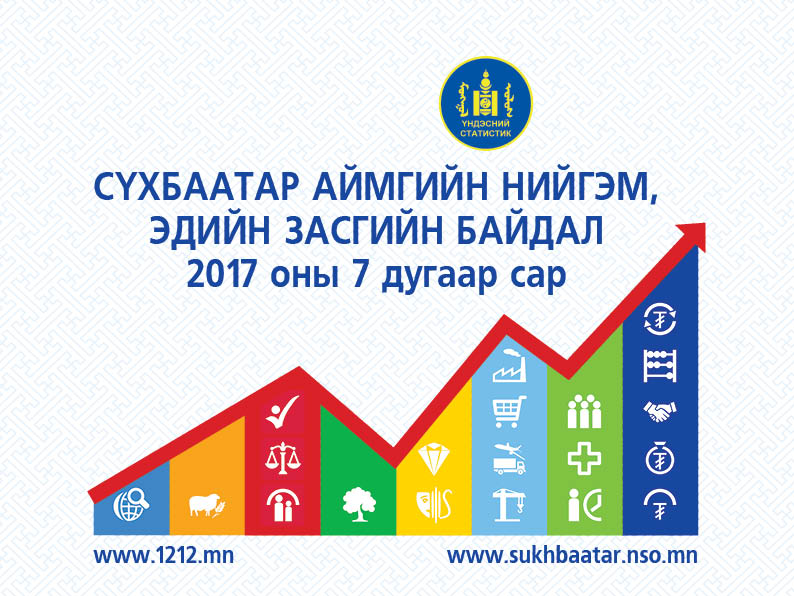 ҮНДЭСНИЙ
СТАТИСТИК
СҮХБААТАР АЙМГИЙН НИЙГЭМ,
ЭДИЙН ЗАСГИЙН БАЙДАЛ
2017 оны 7 дугаар сар
www.1212.mn
www.sukhbaatar.nso.mn